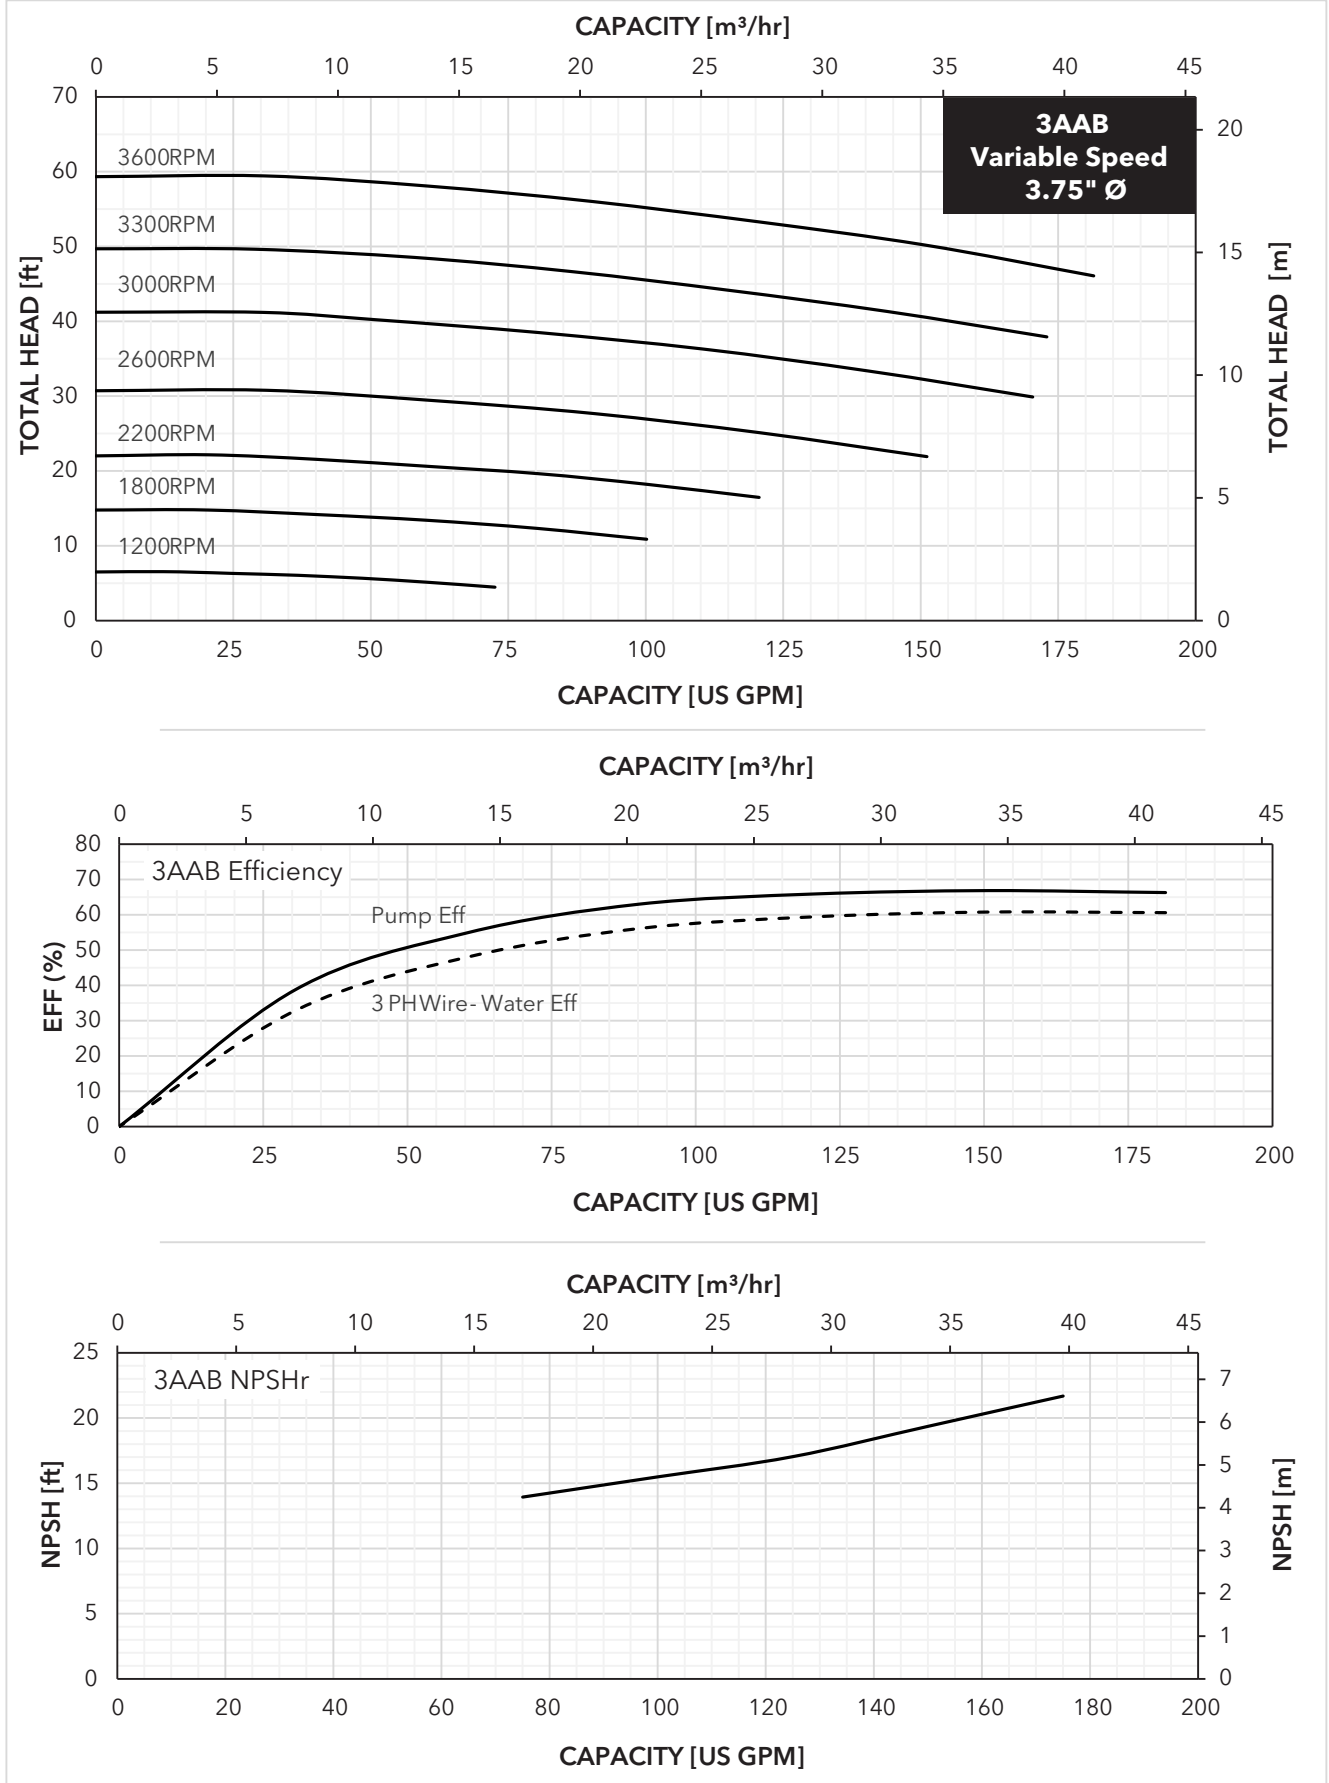 CAPACITY [m³/hr]
0 5 10 15 20 25 30 35 40 45
70
60
50
40
30
20
10
0
TOTAL HEAD [ft]
3AAB
Variable Speed
3.75" Ø
3600RPM
3300RPM
3000RPM
2600RPM
2200RPM
1800RPM
1200RPM
20
15
10
5
0
TOTAL HEAD [m]
0 25 50 75 100 125 150 175 200
CAPACITY [US GPM]
CAPACITY [m³/hr]
0 5 10 15 20 25 30 35 40 45
80
70
60
50
40
30
20
10
0
EFF (%)
3AAB Efficiency
Pump Eff
3 PH Wire-Water Eff
0 25 50 75 100 125 150 175 200
CAPACITY [US GPM]
CAPACITY [m³/hr]
0 5 10 15 20 25 30 35 40 45
25
20
15
10
5
0
NPSH [ft]
3AAB NPSHr
7
6
5
4
3
2
1
0
NPSH [m]
0 20 40 60 80 100 120 140 160 180 200
CAPACITY [US GPM]